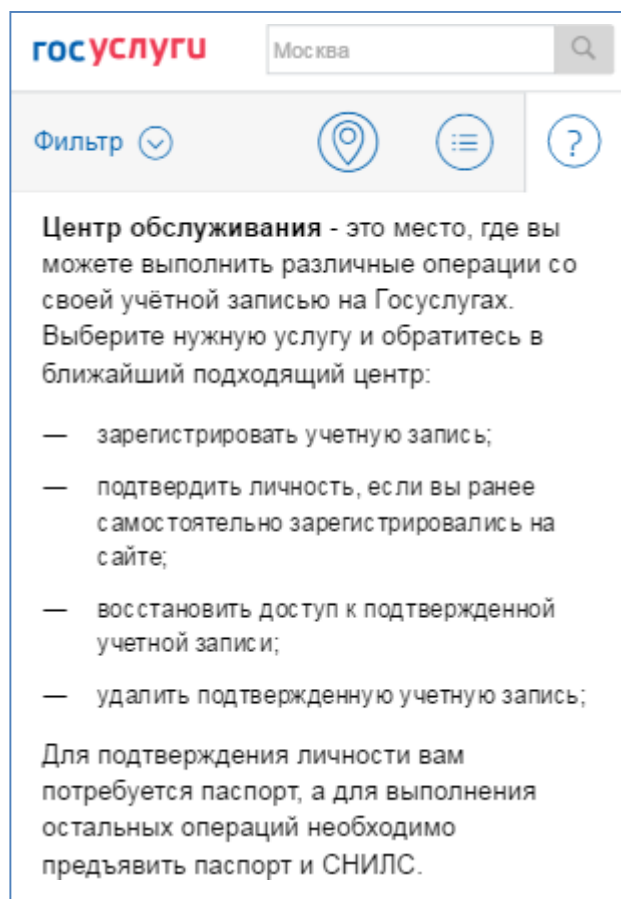 госуслуги
Москва
Фильтр
?
Центр обслуживания - это место, где вы
можете выполнить различные операции со
своей учётной записью на Госуслугах.
Выберите нужную услугу и обратитесь в
ближайший подходящий центр:
— зарегистрировать учетную запись;
— подтвердить личность, если вы ранее
самостоятельно зарегистрировались на
сайте;
— восстановить доступ к подтвержденной
учетной записи;
— удалить подтвержденную учетную запись;
Для подтверждения личности вам
потребуется паспорт, а для выполнения
остальных операций необходимо
предъявить паспорт и СНИЛС.